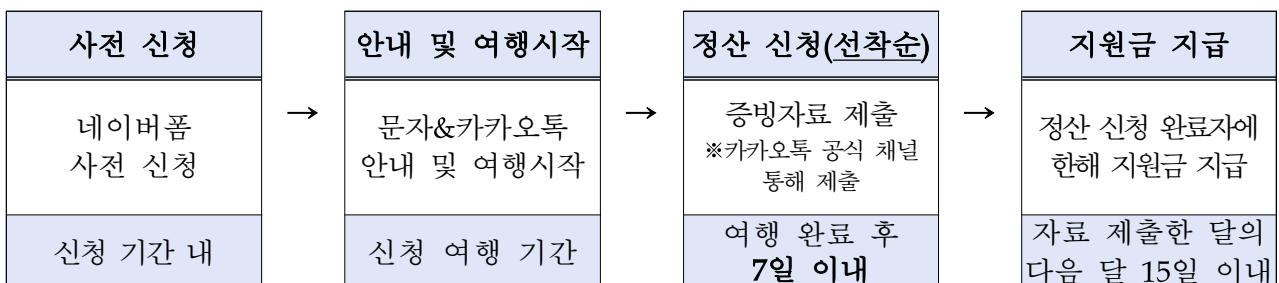 사전 신청
네이버폼
사전 신청
신청 기간 내
→
안내 및 여행시작
문자&카카오톡
안내 및 여행시작
신청 여행 기간
→
정산 신청(선착순)
증빙자료 제출
※카카오톡 공식 채널
통해 제출
여행 완료 후
7일 이내
→
지원금 지급
정산 신청 완료자에
한해 지원금 지급
자료 제출한 달의
다음 달 15일 이내